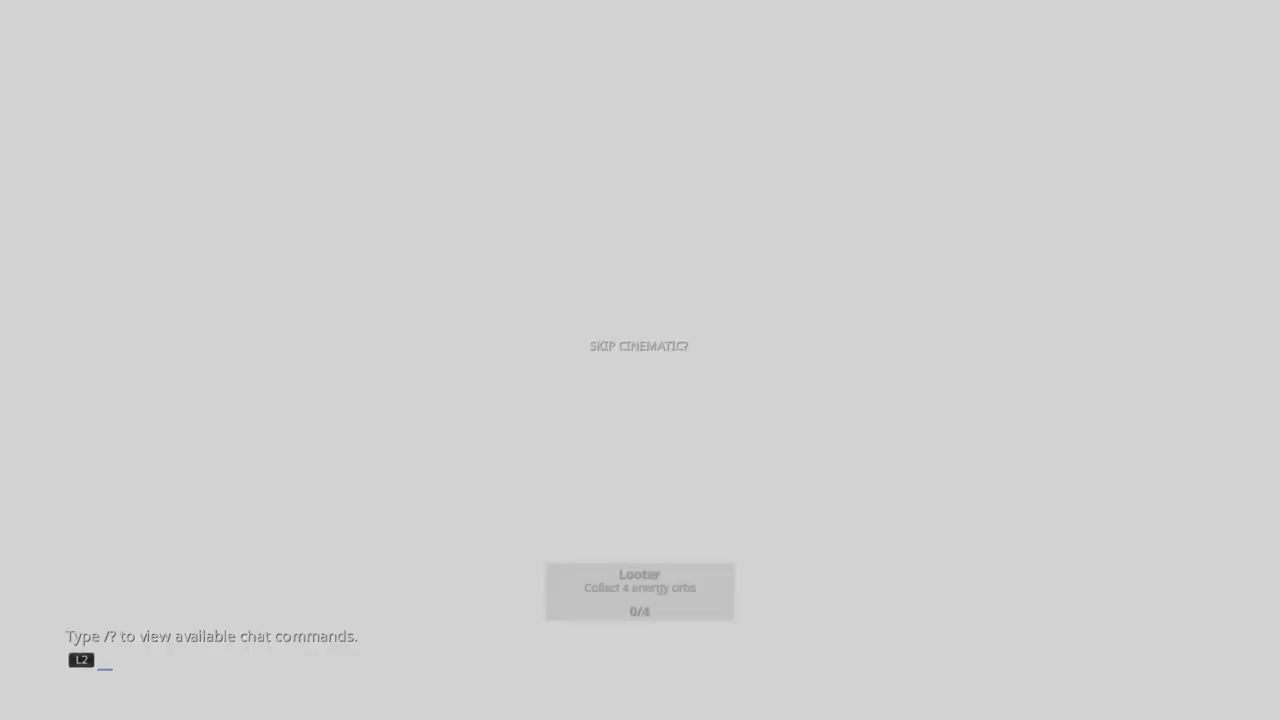 SKIP CINEMATIC?
Looter
Collect 4 energy orbs
0/4
Type /? to view available chat commands.
L2